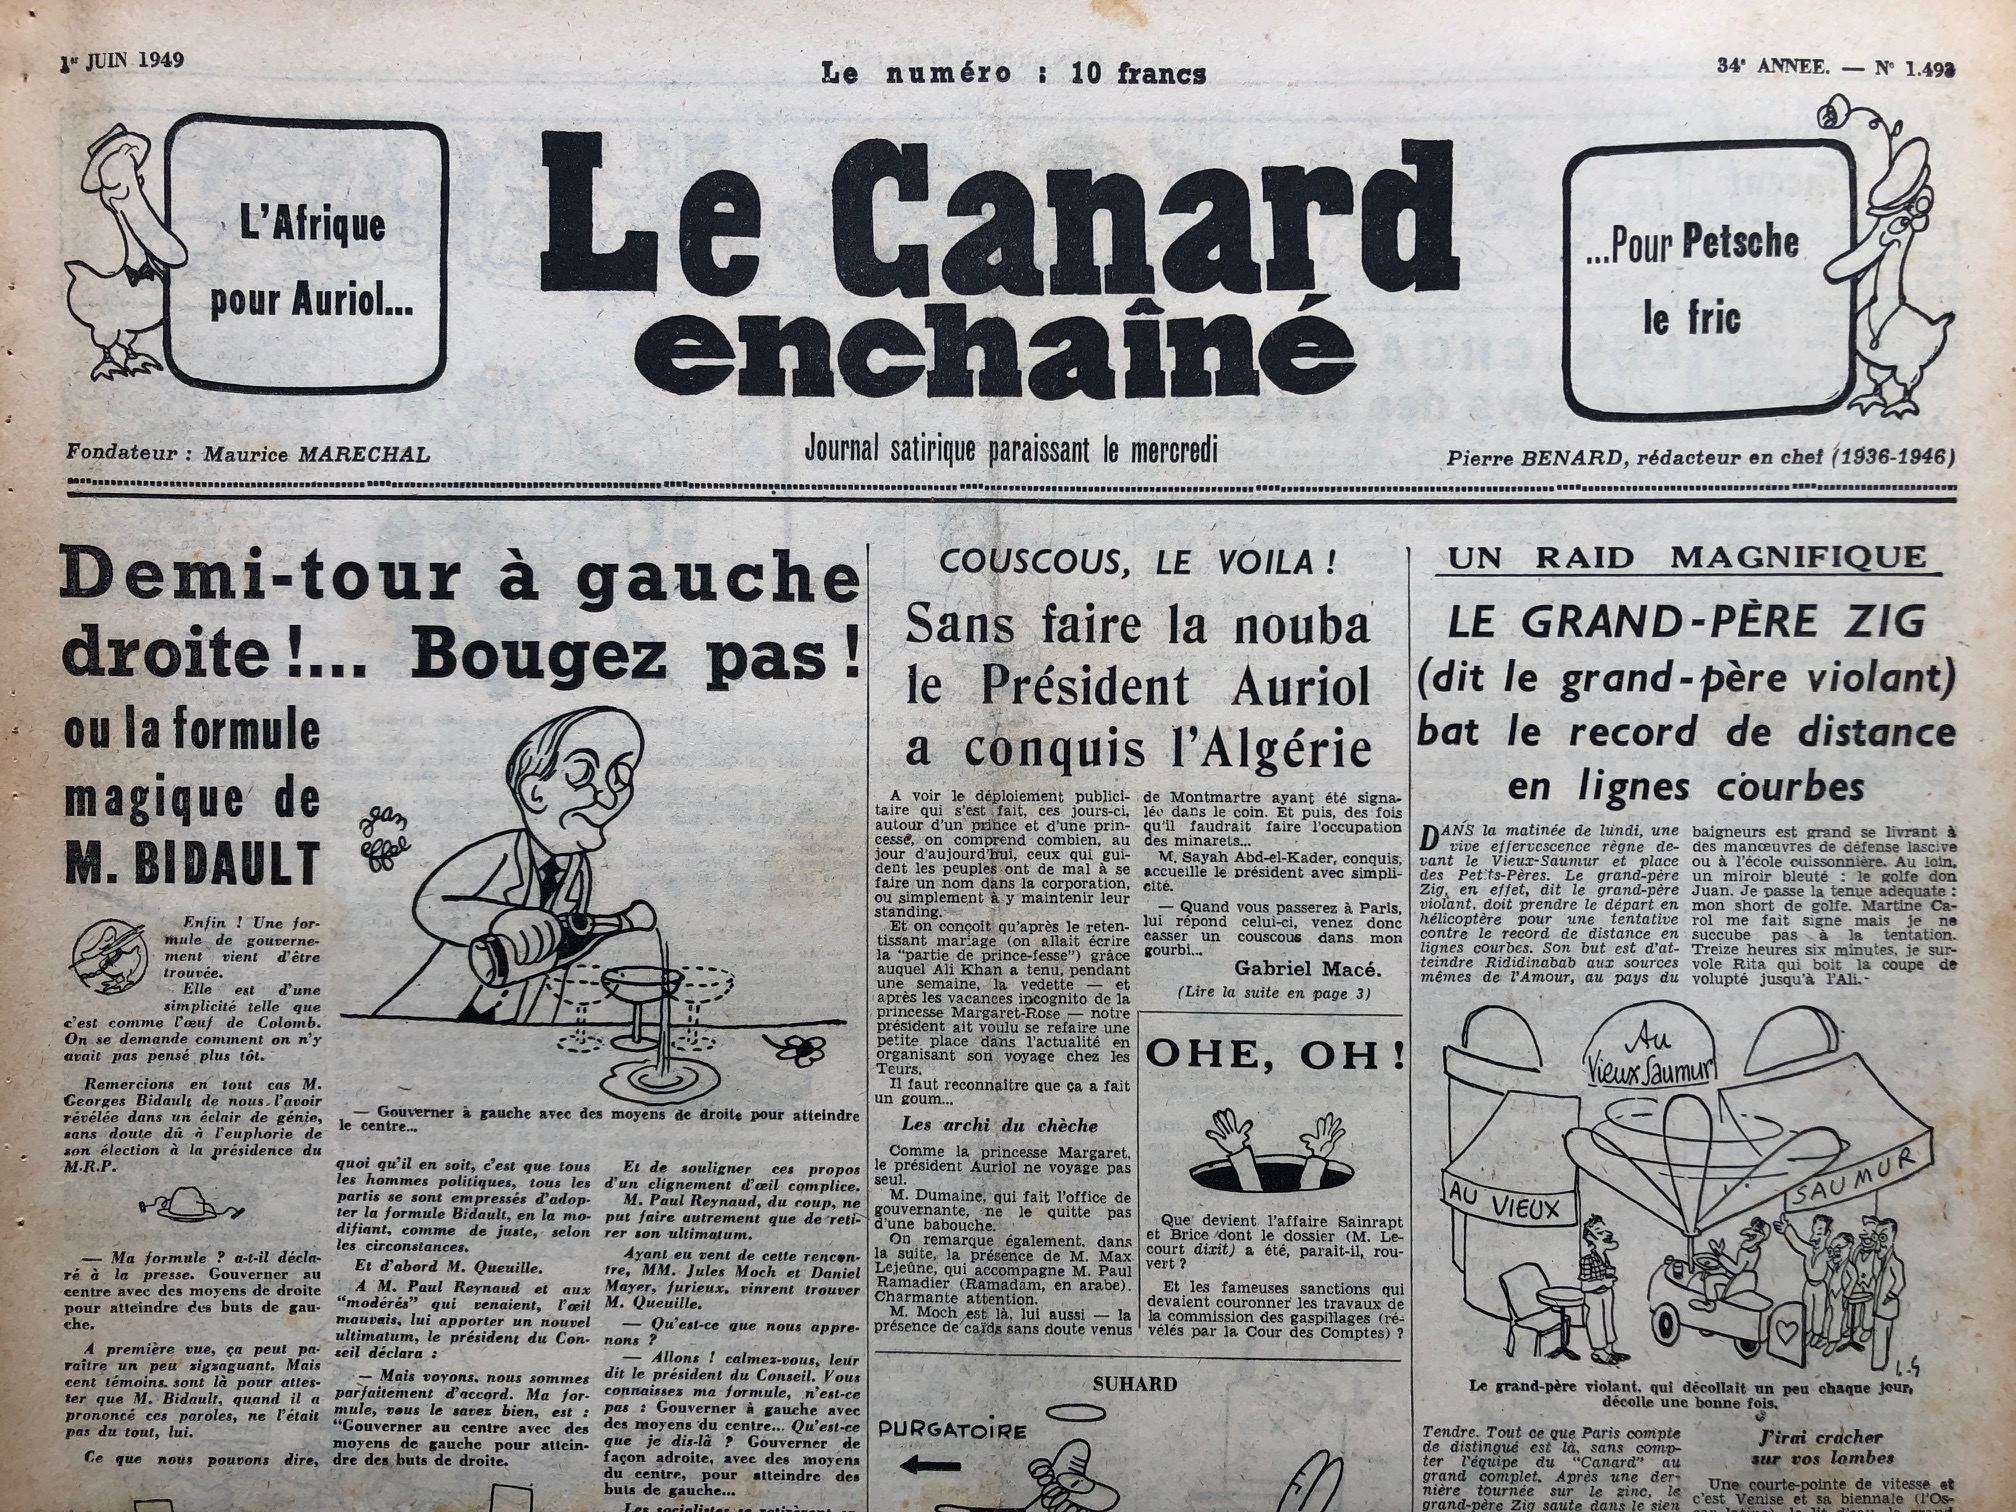 1er JUIN 1949
Le numéro : 10 francs
34e ANNEE. — N° 1.493
L'Afrique
pour Auriol...
Le Canard
enchaîné
...Pour Petsche
le fric
Fondateur : Maurice MARECHAL
Journal satirique paraissant le mercredi
Pierre BENARD, rédacteur en chef (1936-1946)
Demi-tour à gauche
droite !... Bougez pas !
ou la formule
magique de
M. BIDAULT
jean
effel
Enfin ! Une for-
mule de gouverne-
ment vient d'être
trouvée.
Elle est d'une
simplicité telle que
c'est comme l'œuf de Colomb.
On se demande comment on n'y
avait pas pensé plus tôt.
Remercions en tout cas M.
Georges Bidault de nous l'avoir
révélée dans un éclair de génie,
sans doute dû à l'euphorie de
son élection à la présidence du
M.R.P.
— Ma formule ? a-t-il décla-
ré à la presse. Gouverner au
centre avec des moyens de droite
pour atteindre des buts de gau-
che.
A première vue, ça peut pa-
raître un peu zigzaguant. Mais
cent témoins sont là pour attes-
ter que M. Bidault, quand il a
prononcé ces paroles, ne l'était
pas du tout, lui.
Ce que nous pouvons dire,
— Gouverner à gauche avec des moyens de droite pour atteindre
le centre...
quoi qu'il en soit, c'est que tous
les hommes politiques, tous les
partis se sont empressés d'adop-
ter la formule Bidault, en la mo-
difiant, comme de juste, selon
les circonstances.
Et d'abord M. Queuille.
A M. Paul Reynaud et aux
"modérés" qui venaient, l'œil
mauvais, lui apporter un nouvel
ultimatum, le président du Con-
seil déclara :
— Mais voyons, nous sommes
parfaitement d'accord. Ma for-
mule, vous le savez bien, est :
"Gouverner au centre avec des
moyens de gauche pour attein-
dre des buts de droite.
Et de souligner ces propos
d'un clignement d'œil complice.
M. Paul Reynaud, du coup, ne
put faire autrement que de reti-
rer son ultimatum.
Ayant eu vent de cette rencon-
tre, MM. Jules Moch et Daniel
Mayer, furieux, vinrent trouver
M. Queuille.
— Qu'est-ce que nous appre-
nons ?
— Allons ! calmez-vous, leur
dit le président du Conseil. Vous
connaissez ma formule, n'est-ce
pas : Gouverner à gauche avec
des moyens du centre... Qu'est-ce
que je dis-là ? Gouverner de
façon adroite, avec des moyens
du centre, pour atteindre des
buts de gauche...
Les socialistes se retirèrent
COUSCOUS, LE VOILA !
Sans faire la nouba
le Président Auriol
a conquis l'Algérie
A voir le déploiement publici-
taire qui s'est fait, ces jours-ci,
autour d'un prince et d'une prin-
cesse, on comprend combien, au
jour d'aujourd'hui, ceux qui gui-
dent les peuples ont de mal à se
faire un nom dans la corporation,
ou simplement à y maintenir leur
standing.
Et on conçoit qu'après le reten-
tissant mariage (on allait écrire
la "partie de prince-fesse") grâce
auquel Ali Khan a tenu, pendant
une semaine, la vedette — et
après les vacances incognito de la
princesse Margaret-Rose — notre
président ait voulu se refaire une
petite place dans l'actualité en
organisant son voyage chez les
Teurs.
Il faut reconnaître que ça a fait
un goum...
Les archi du chèche
Comme la princesse Margaret,
le président Auriol ne voyage pas
seul.
M. Dumaine, qui fait l'office de
gouvernante, ne le quitte pas
d'une babouche.
On remarque également, dans
la suite, la présence de M. Max
Lejeune, qui accompagne M. Paul
Ramadier (Ramadam, en arabe).
Charmante attention.
M. Moch est là, lui aussi — la
présence de caïds sans doute venus
de Montmartre ayant été signa-
lée dans le coin. Et puis, des fois
qu'il faudrait faire l'occupation
des minarets...
M. Sayah Abd-el-Kader, conquis,
accueille le président avec simpli-
cité.
— Quand vous passerez à Paris,
lui répond celui-ci, venez donc
casser un couscous dans mon
gourbi...
Gabriel Macé.
(Lire la suite en page 3)
OHE, OH !
Que devient l'affaire Sainrapt
et Brice dont le dossier (M. Le-
court dixit) a été, paraît-il, rou-
vert ?
Et les fameuses sanctions qui
devaient couronner les travaux de
la commission des gaspillages (ré-
vélés par la Cour des Comptes) ?
SUHARD
PURGATOIRE
UN RAID MAGNIFIQUE
LE GRAND-PÈRE ZIG
(dit le grand-père violant)
bat le record de distance
en lignes courbes
DANS la matinée de lundi, une
vive effervescence règne de-
vant le Vieux-Saumur et place
des Petits-Pères. Le grand-père
Zig, en effet, dit le grand-père
violant, doit prendre le départ en
hélicoptère pour une tentative
contre le record de distance en
lignes courbes. Son but est d'at-
teindre Rididinabab aux sources
mêmes de l'Amour, au pays du
baigneurs est grand se livrant à
des manœuvres de défense lascive
ou à l'école cuissonnière. Au loin,
un miroir bleuté : le golfe don
Juan. Je passe la tenue adequate :
mon short de golfe. Martine Ca-
rol me fait signe mais je ne
succube pas à la tentation.
Treize heures six minutes, je sur-
vole Rita qui boit la coupe de
volupté jusqu'à l'Ali.-
Au
Vieux Saumur
AU VIEUX
SAUMUR
L-G
Le grand-père violant, qui décollait un peu chaque jour,
décolle une bonne fois.
Tendre. Tout ce que Paris compte
de distingué est là, sans comp-
ter l'équipe du "Canard" au
grand complet. Après une der-
nière tournée sur le zinc, le
grand-père Zig saute dans le sien
J'irai cracher
sur vos lombes
Une courte-pointe de vitesse et
c'est Venise et sa biennale (l'Os-